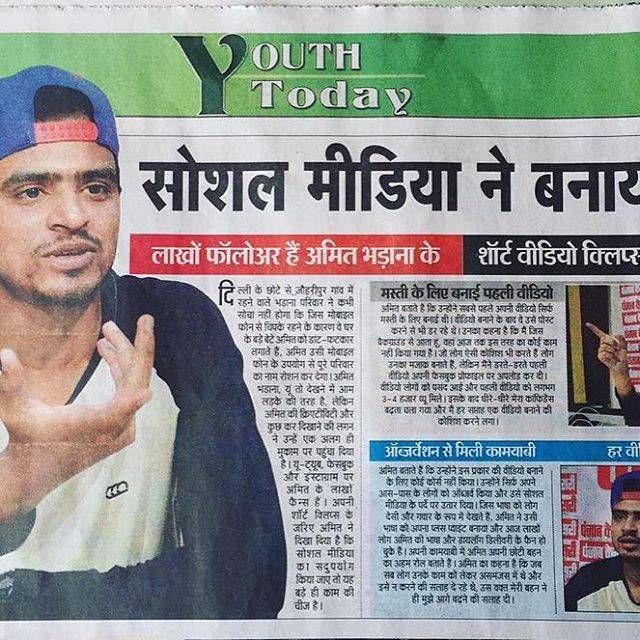 YOUTH
Today
सोशल मीडिया ने बनाय
लाखों फॉलोअर हैं अमित भड़ाना के
शॉर्ट वीडियो क्लिप्स
दिल्ली के छोटे से जौहरीपुर गांव में
रहने वाले भडाना परिवार ने कभी
सोचा नहीं होगा कि जिस मोबाइल
फोन से चिपके रहने के कारण वे घर
के बड़े बेटे अमित को डाट-फटकार
लगाते हैं, अमित उसी मोबाइल
फोन के उपयोग से पूरे परिवार
का नाम रोशन कर देगा। अमित
भड़ाना, यू तो देखने में आम
लडके की तरह है, लेकिन
अमित की क्रिएटीविटी और
कुछ कर दिखाने की लगन
ने उन्हें एक अलग ही
मुकाम पर पहुंचा दिया
है। यू-ट्यूब, फेसबुक
और इंस्टाग्राम पर
अमित के लाखों
फैन्स हैं। अपनी
शॉर्ट क्लिप्स के
जरिए अमित ने
दिखा दिया है कि
सोशल मीडिया
का सदुपयोग
किया जाए तो यह
बड़े ही काम की
चीज है।
मस्ती के लिए बनाई पहली वीडियो
अमित बताते हैं कि उन्होंने सबसे पहले अपनी वीडियो सिर्फ
मस्ती के लिए बनाई थी। वीडियो बनाने के बाद वे उसे पोस्ट
करने से भी डर रहे थे। उनका कहना है कि मैं जिस
बैकग्राउंड से आता हू, वहां आज तक इस तरह का कोई काम
नहीं किया गया है। जो लोग ऐसी कोशिश भी करते हैं लोग
उनका मजाक बनाते हैं, लेकिन मैंने डरते-डरते पहली
वीडियो अपनी फेसबुक प्रोफाइल पर अपलोड कर दी।
वीडियो लोगों को पसंद आई और पहली वीडियो को लगभग
3-4 हजार व्यू मिले। इसके बाद धीरे-धीरे मेरा कांफिडेंस
बढ़ता चला गया और मैं हर सप्ताह एक वीडियो बनाने की
कोशिश करने लगा।
ऑब्जर्वेशन से मिली कामयाबी
हर वी
अमित बताते हैं कि उन्होंने इस प्रकार की वीडियो बनाने
के लिए कोई कोर्स नहीं किया। उन्होंने सिर्फ अपने
आस-पास के लोगों को ऑब्जर्व किया और उसे सोशल
मीडिया के पर्दे पर उतार दिया। जिस भाषा को लोग
देसी और गवार के रूप में देखते हैं, अमित ने उसी
भाषा को अपना प्लस प्वाइंट बनाया और आज लाखों
लोग अमित की भाषा और डायलॉग डिलीवरी के फैन हो
चुके हैं। अपनी कामयाबी में अमित अपनी छोटी बहन
का अहम रोल बताते हैं। अमित का कहना है कि जब
सब लोग उनके काम को लेकर असमंजस में थे और
इसे न करने की सलाह दे रहे थे, उस वक्त मेरी बहन ने
ही मुझे आगे बढ़ने की सलाह दी।
पंजाब के